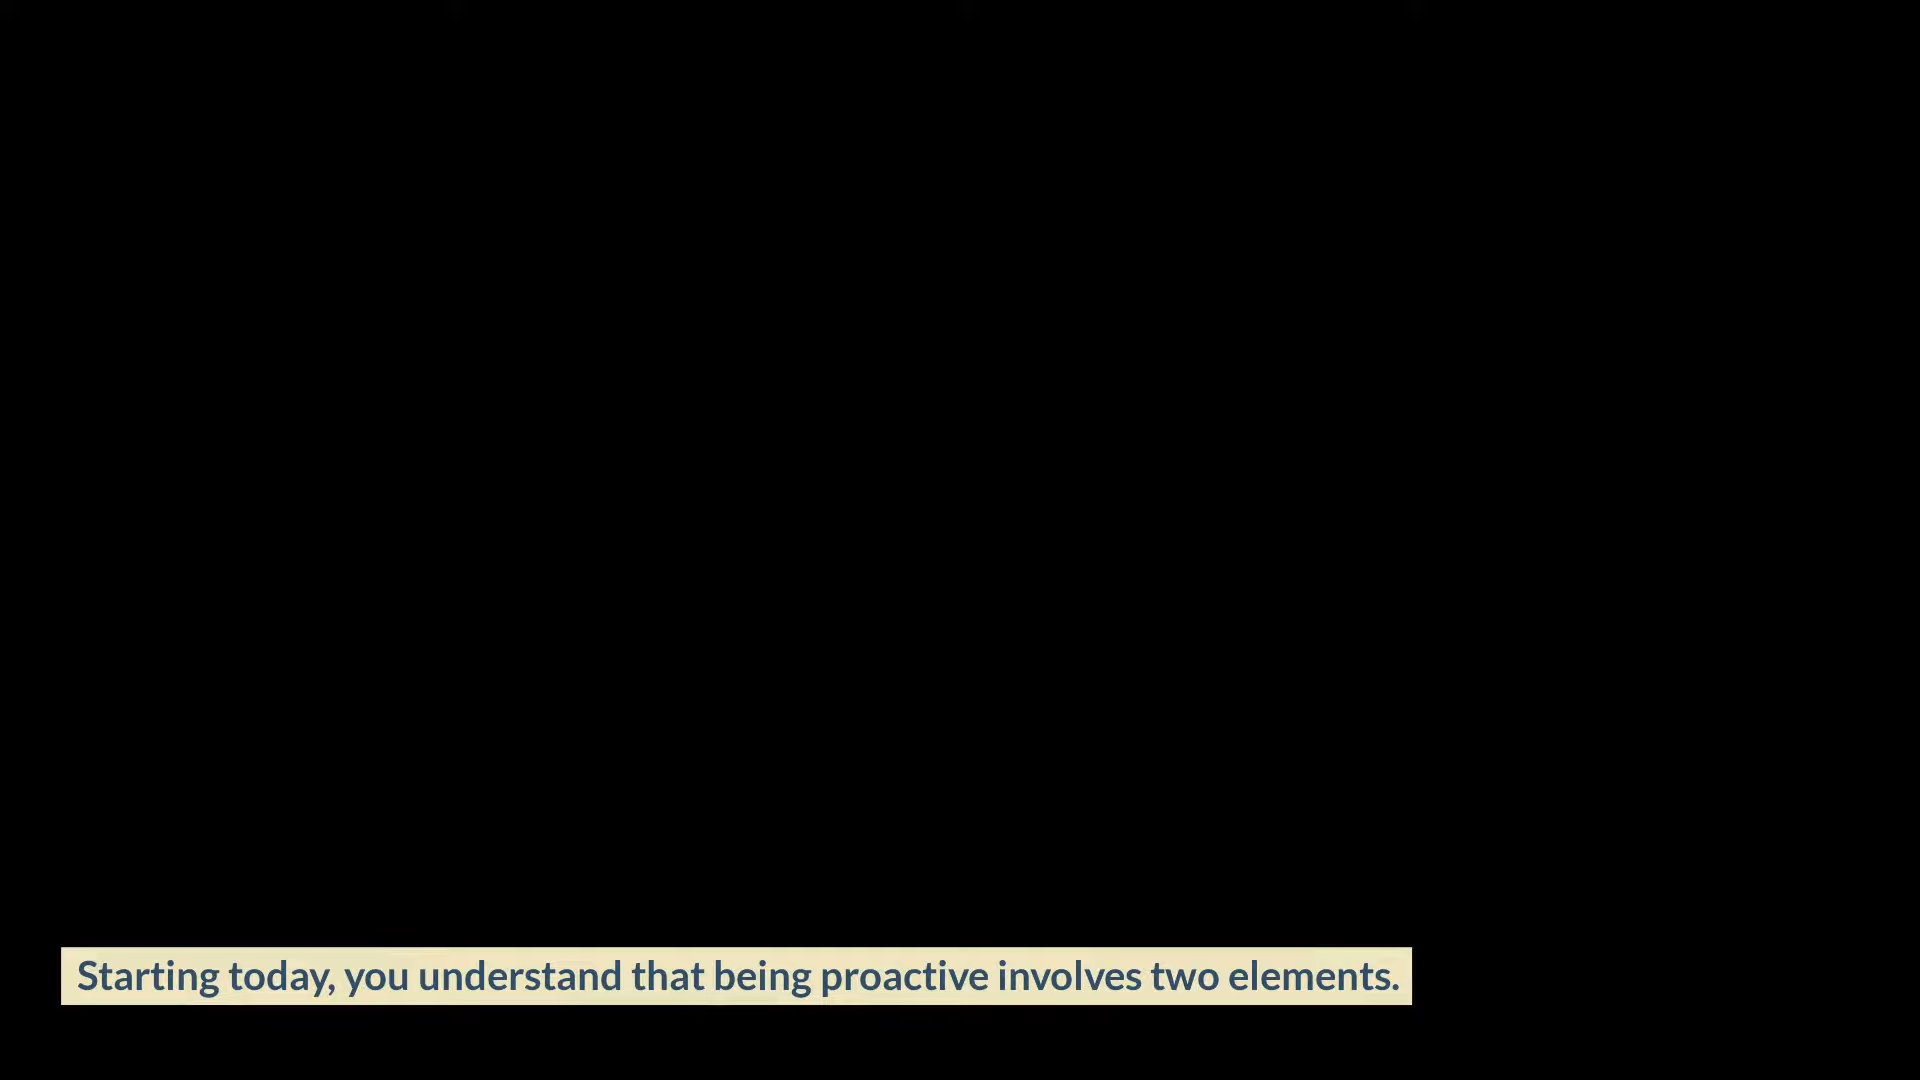 Starting today, you understand that being proactive involves two elements.